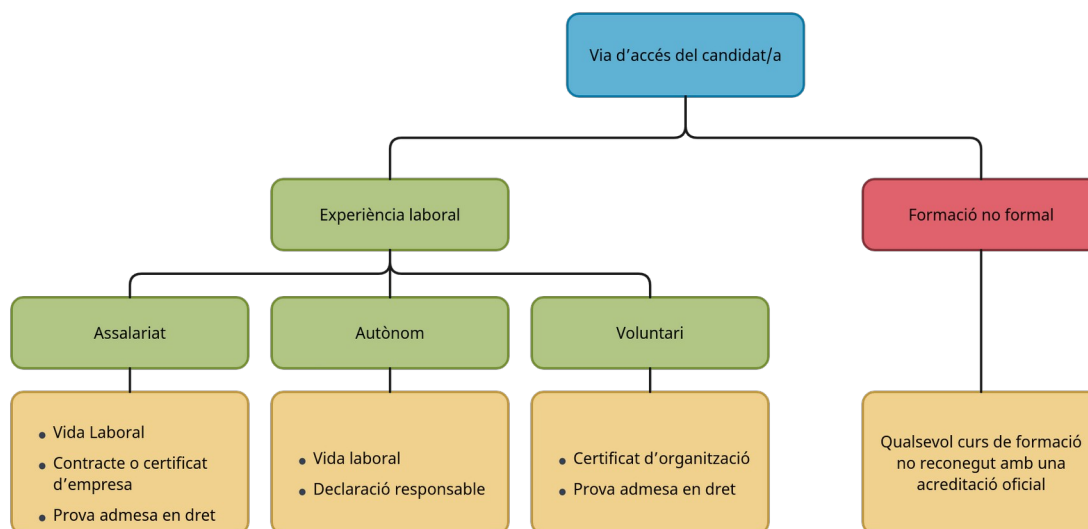 Via d’accés del candidat/a
Experiència laboral
Formació no formal
Assalariat
Autònom
Voluntari
• Vida Laboral
• Contracte o certificat
d’empresa
• Prova admesa en dret
• Vida laboral
• Declaració responsable
• Certificat d’organització
• Prova admesa en dret
Qualsevol curs de formació
no reconegut amb una
acreditació oficial